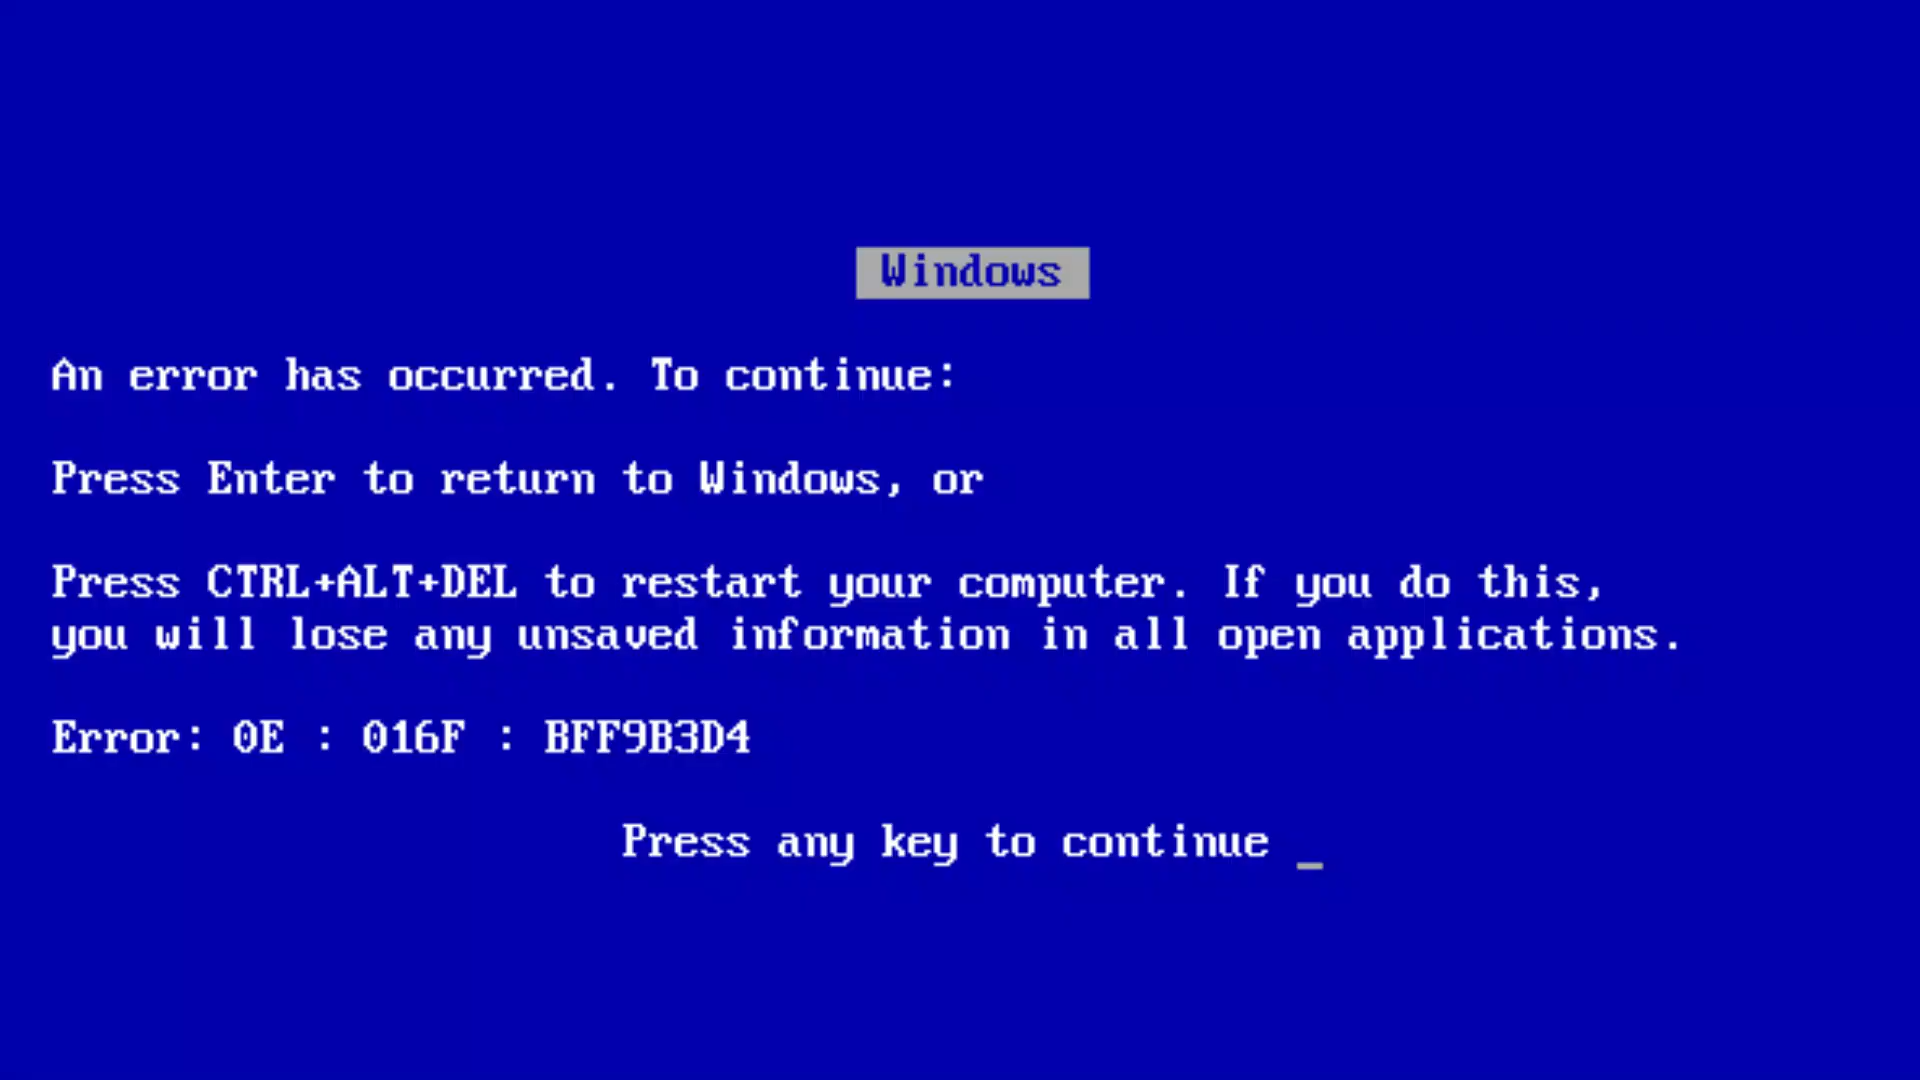 Windows
An error has occurred. To continue:
Press Enter to return to Windows, or
Press CTRL+ALT+DEL to restart your computer. If you do this,
you will lose any unsaved information in all open applications.
Error: 0E : 016F : BFF9B3D4
Press any key to continue _